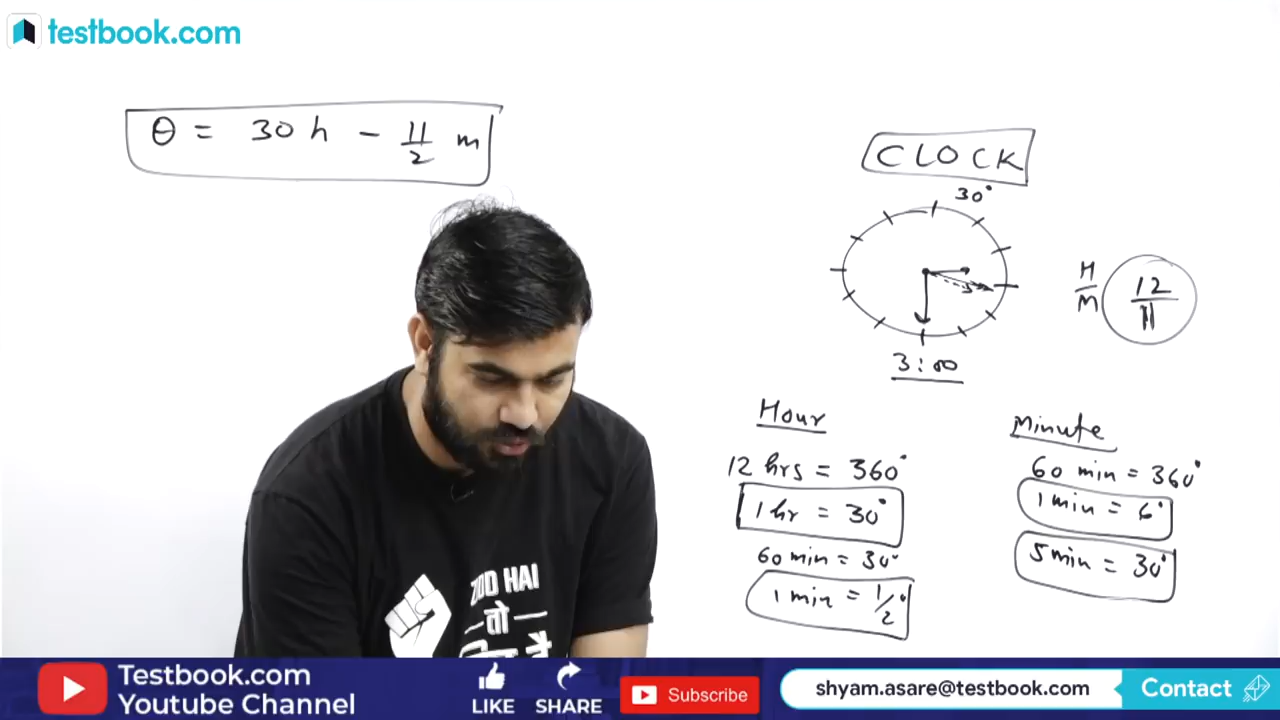 testbook.com
θ = 30 h - 11/2 m
CLOCK
30°
H/M 12/11
3:00
Hour
12 hrs = 360°
1 hr = 30°
60 min = 30°
1 min = 1/2°
Minute
60 min = 360°
1 min = 6°
5 min = 30°
HAI
तो
है
Testbook.com
Youtube Channel
LIKE
SHARE
Subscribe
shyam.asare@testbook.com
Contact